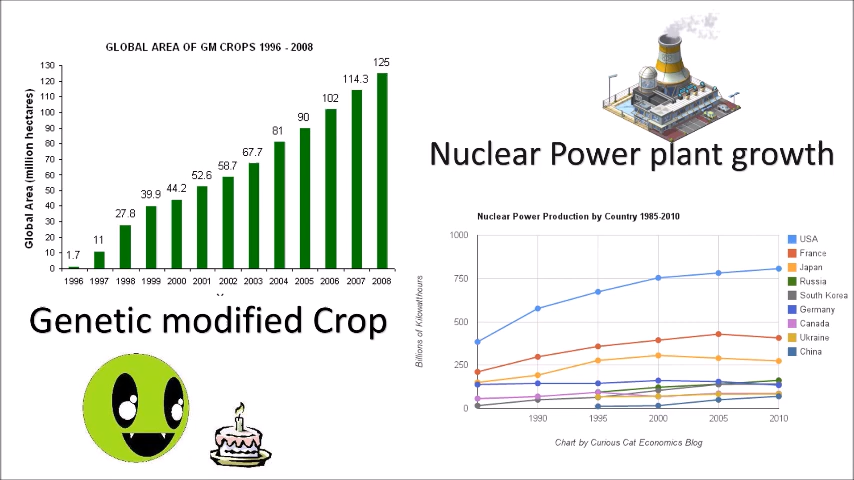 GLOBAL AREA OF GM CROPS 1996 - 2008
Global Area (million hectares)
130
120
110
100
90
80
70
60
50
40
30
20
10
0
1.7
11
27.8
39.9
44.2
52.6
58.7
67.7
81
90
102
114.3
125
1996 1997 1998 1999 2000 2001 2002 2003 2004 2005 2006 2007 2008
Genetic modified Crop
Nuclear Power plant growth
Nuclear Power Production by Country 1985-2010
Billions of Kilowatthours
1000
750
500
250
0
1990 1995 2000 2005 2010
USA
France
Japan
Russia
South Korea
Germany
Canada
Ukraine
China
Chart by Curious Cat Economics Blog